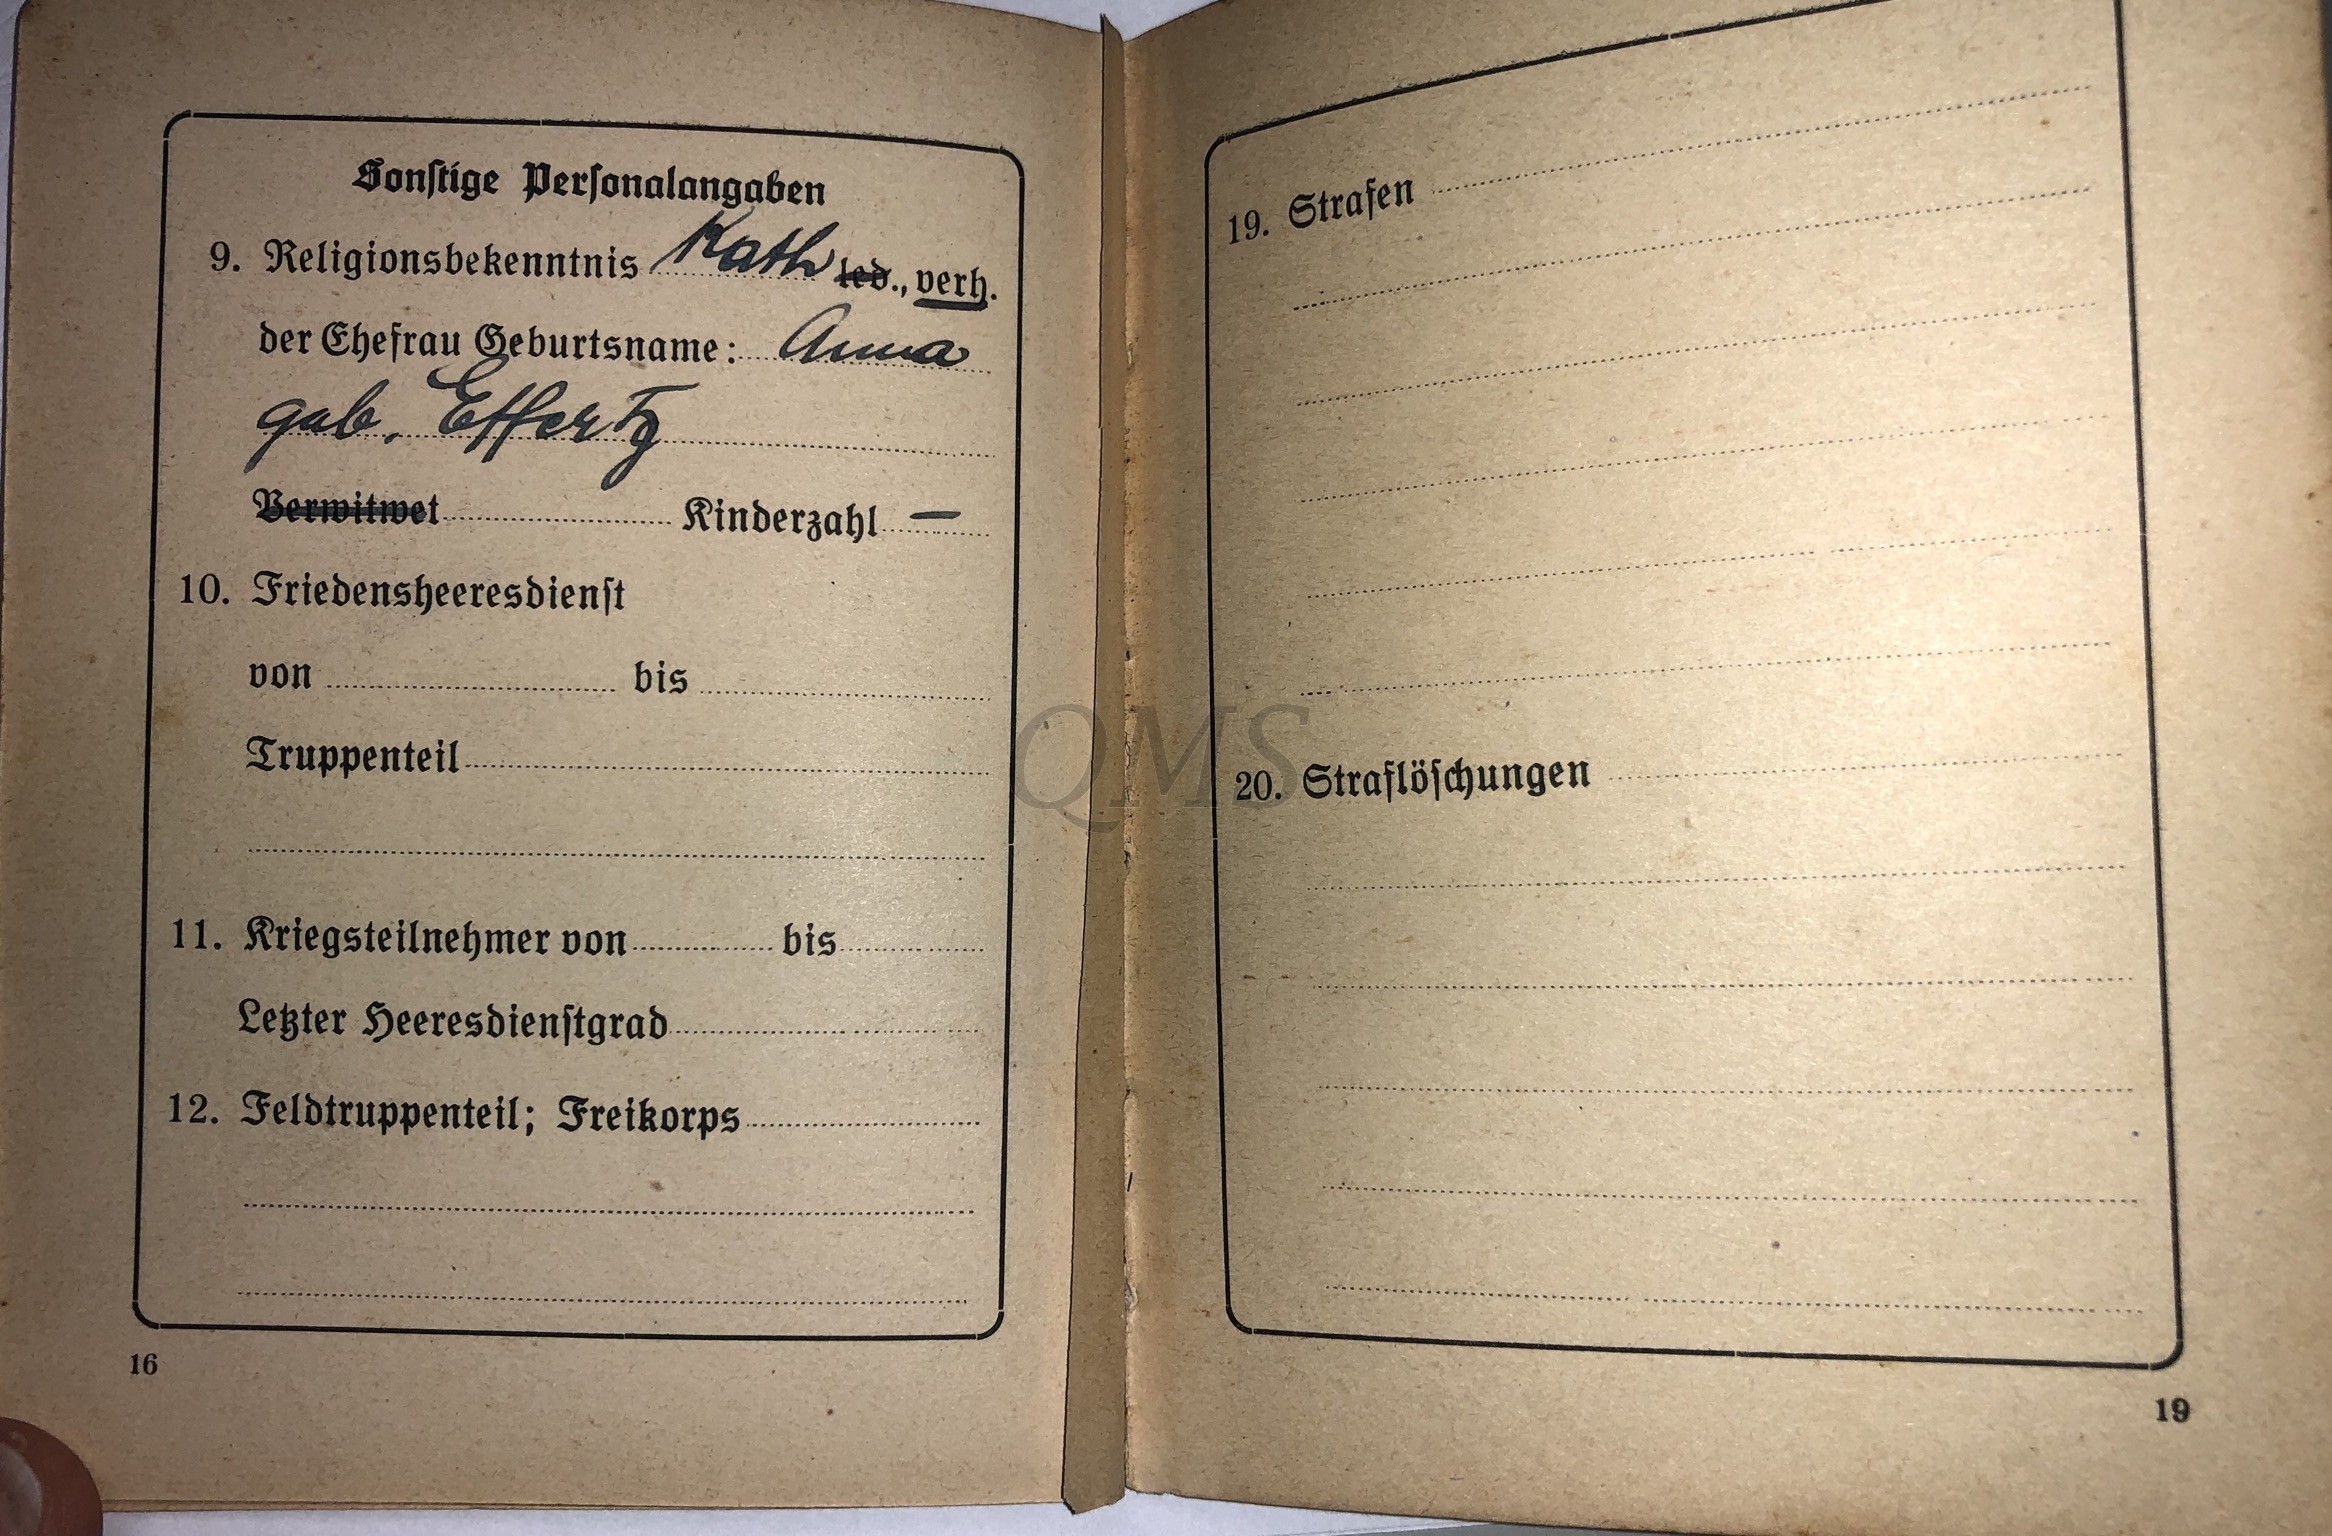 Sonstige Personalangaben
9. Religionsbekenntnis Kath led., verh.
der Ehefrau Geburtsname: Anna
geb. Effertz
Verwitwet Kinderzahl —
10. Friedensheeresdienst
von bis
Truppenteil
11. Kriegsteilnehmer von bis
Letzter Heeresdienstgrad
12. Feldtruppenteil; Freikorps
16
19. Strafen
20. Straflöschungen
19
QMS